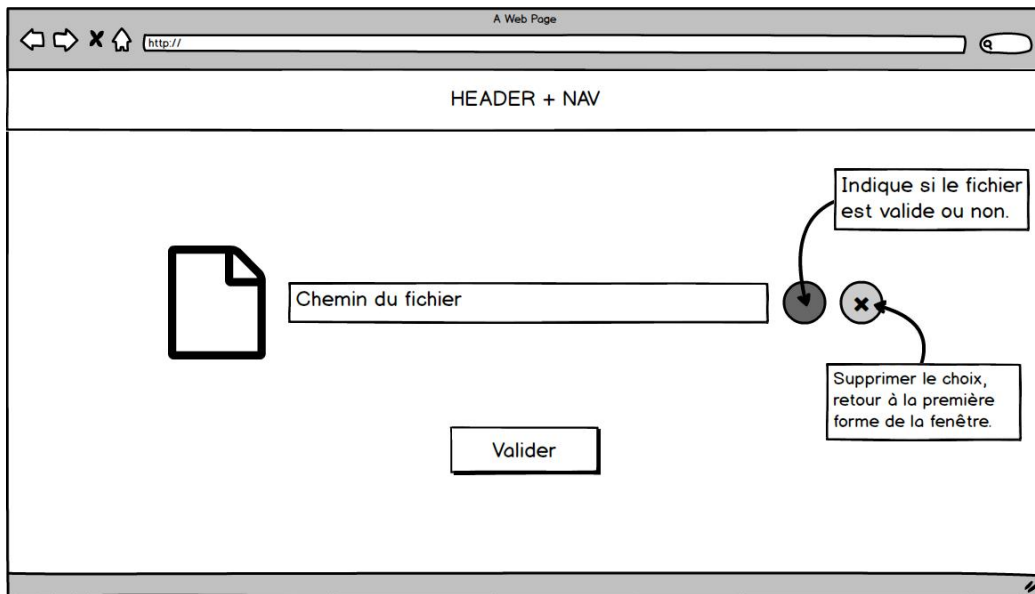 A Web Page
http://
HEADER + NAV
Indique si le fichier
est valide ou non.
Chemin du fichier
Supprimer le choix,
retour à la première
forme de la fenêtre.
Valider